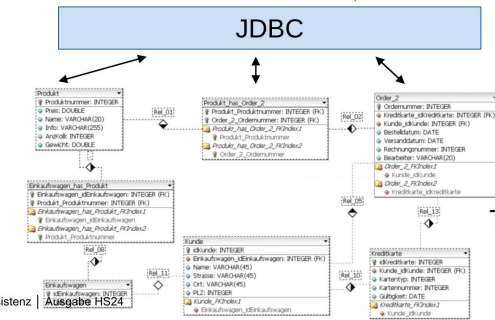 JDBC
Produkt
Produktnummer: INTEGER
Preis: DOUBLE
Name: VARCHAR(20)
Info: VARCHAR(255)
Anzkoll: INTEGER
Gewicht: DOUBLE
Rel_01
Produkt_has_Order_2
Produkt_Produktnummer: INTEGER (FK)
Order_2_Ordernummer: INTEGER (FK)
Produkt_has_Order_2_FKIndex1
Produkt_Produktnummer
Produkt_has_Order_2_FKIndex2
Order_2_Ordernummer
Rel_02
Order_2
Ordernummer: INTEGER
Kreditkarte_idKreditkarte: INTEGER (FK)
Kunde_idKunde: INTEGER (FK)
Bestelldatum: DATE
Versanddatum: DATE
Rechnungsnummer: INTEGER
Bearbeiter: VARCHAR(20)
Order_2_FKIndex1
Kunde_idKunde
Order_2_FKIndex2
Kreditkarte_idKreditkarte
Einkaufswagen_has_Produkt
Einkaufswagen_idEinkaufswagen: INTEGER (FK)
Produkt_Produktnummer: INTEGER (FK)
Einkaufswagen_has_Produkt_FKIndex1
Einkaufswagen_idEinkaufswagen
Einkaufswagen_has_Produkt_FKIndex2
Produkt_Produktnummer
Rel_05
Rel_13
Rel_08
Kunde
idKunde: INTEGER
Einkaufswagen_idEinkaufswagen: INTEGER (FK)
Name: VARCHAR(45)
Strasse: VARCHAR(45)
Ort: VARCHAR(45)
PLZ: INTEGER
Kunde_FKIndex1
Einkaufswagen_idEinkaufswagen
Rel_11
Rel_10
Kreditkarte
idKreditkarte: INTEGER
Kunde_idKunde: INTEGER (FK)
Kartentyp: INTEGER
Kartennummer: INTEGER
Gültigkeit: DATE
Kreditkarte_FKIndex1
Kunde_idKunde
Einkaufswagen
idEinkaufswagen: INTEGER
sistenz | Ausgabe HS24